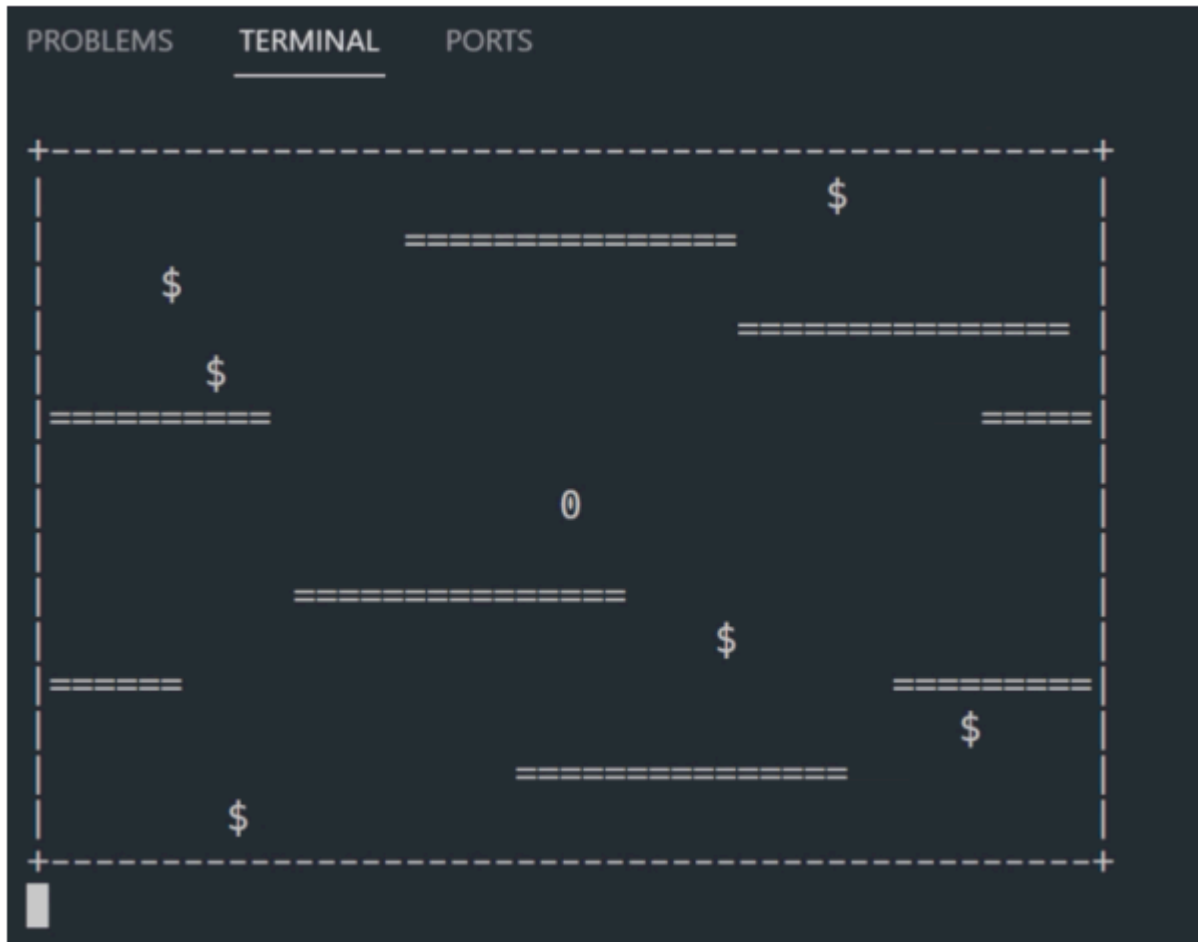 PROBLEMS TERMINAL PORTS
+-----------------------------------------------+
|                                   $           |
|                ===============                |
|     $                                         |
|                               =============== |
|       $                                       |
|==========                                =====|
|                                               |
|                       0                       |
|                                               |
|           ===============                     |
|                              $                |
|======                                =========|
|                                         $     |
|                     ===============           |
|        $                                      |
+-----------------------------------------------+